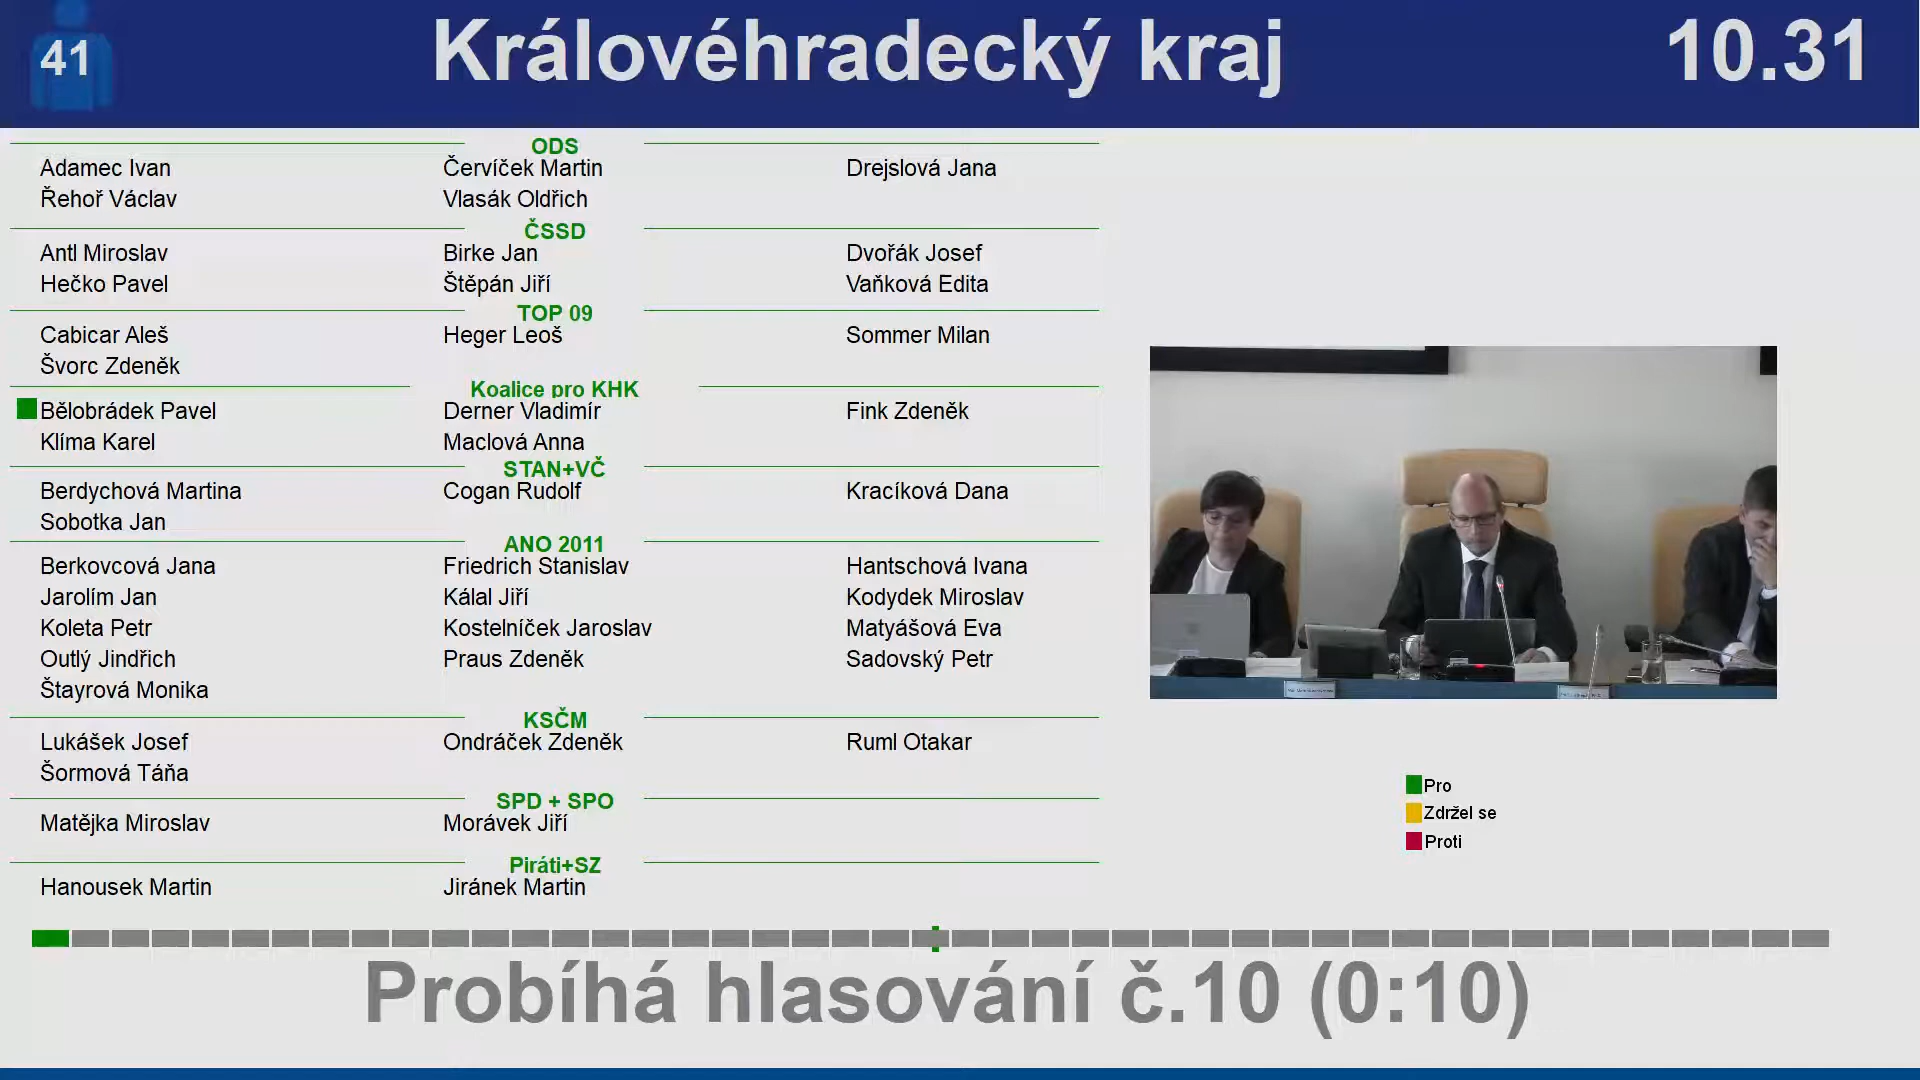 41
Královéhradecký kraj
10.31
ODS
Adamec Ivan Červíček Martin Drejslová Jana
Řehoř Václav Vlasák Oldřich
ČSSD
Antl Miroslav Birke Jan Dvořák Josef
Hečko Pavel Štěpán Jiří Vaňková Edita
TOP 09
Cabicar Aleš Heger Leoš Sommer Milan
Švorc Zdeněk
Koalice pro KHK
Bělobrádek Pavel Derner Vladimír Fink Zdeněk
Klíma Karel Maclová Anna
STAN+VČ
Berdychová Martina Cogan Rudolf Kracíková Dana
Sobotka Jan
ANO 2011
Berkovcová Jana Friedrich Stanislav Hantschová Ivana
Jarolím Jan Kálal Jiří Kodydek Miroslav
Koleta Petr Kostelníček Jaroslav Matyášová Eva
Outlý Jindřich Praus Zdeněk Sadovský Petr
Štayrová Monika
KSČM
Lukášek Josef Ondráček Zdeněk Ruml Otakar
Šormová Táňa
SPD + SPO
Matějka Miroslav Morávek Jiří
Piráti+SZ
Hanousek Martin Jiránek Martin
Pro
Zdržel se
Proti
Probíhá hlasování č.10 (0:10)